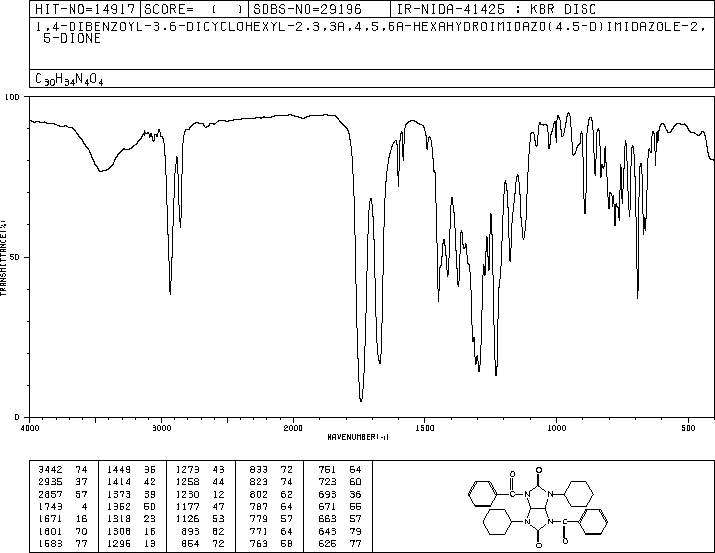 HIT-NO=14917 SCORE= ( ) SDBS-NO=29196 IR-NIDA-41425 : KBR DISC
1,4-DIBENZOYL-3,6-DICYCLOHEXYL-2,3,3A,4,5,6A-HEXAHYDROIMIDAZO(4,5-D)IMIDAZOLE-2,
5-DIONE
C30H34N4O4
100
50
0
TRANSMITTANCE(%)
4000 3000 2000 1500 1000 500
WAVENUMBER(-1)
3442 74 1449 35 1273 43 833 72 751 64
2935 37 1414 42 1258 44 823 74 723 60
2857 57 1373 39 1230 12 802 62 693 36
1743 4 1352 50 1177 47 787 64 671 55
1671 16 1318 23 1126 53 779 57 663 57
1601 70 1308 16 893 62 771 64 643 79
1583 77 1295 13 854 72 763 58 625 77
O
O
C
N
N
N
N
C
O
O